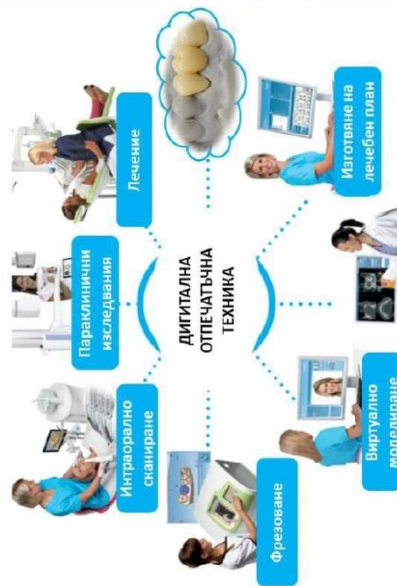 ДИГИТАЛНА
ОТПЕЧАТЪЧНА
ТЕХНИКА
Изготвяне на
лечебен план
Виртуално
моделиране
Фрезоване
Интраорално
сканиране
Параклинични
изследвания
Лечение